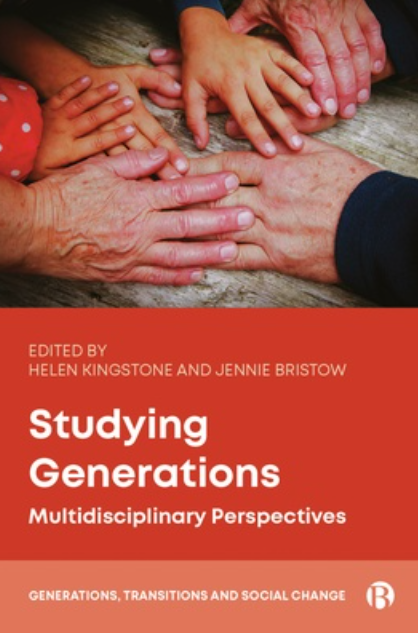 EDITED BY
HELEN KINGSTONE AND JENNIE BRISTOW
Studying
Generations
Multidisciplinary Perspectives
GENERATIONS, TRANSITIONS AND SOCIAL CHANGE
B